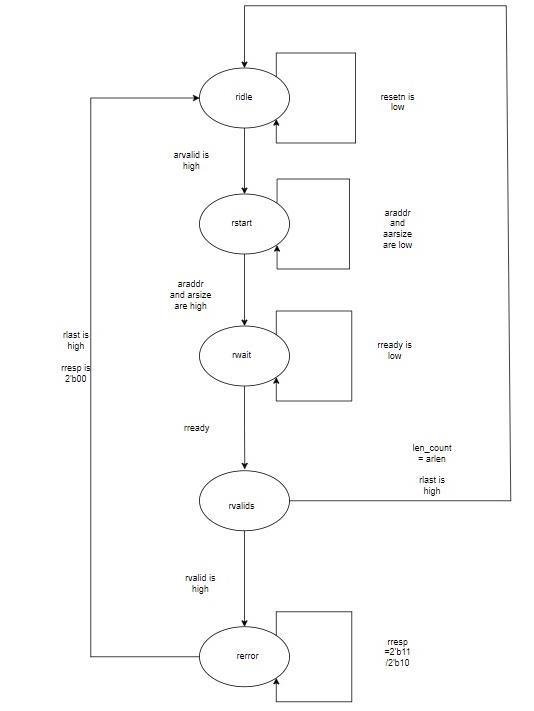 ridle
resetn is
low
arvalid is
high
rstart
araddr
and
aarsize
are low
araddr
and arsize
are high
rlast is
high
rresp is
2'b00
rwait
rready is
low
rready
len_count
= arlen
rlast is
high
rvalids
rvalid is
high
rerror
rresp
=2'b11
/2'b10